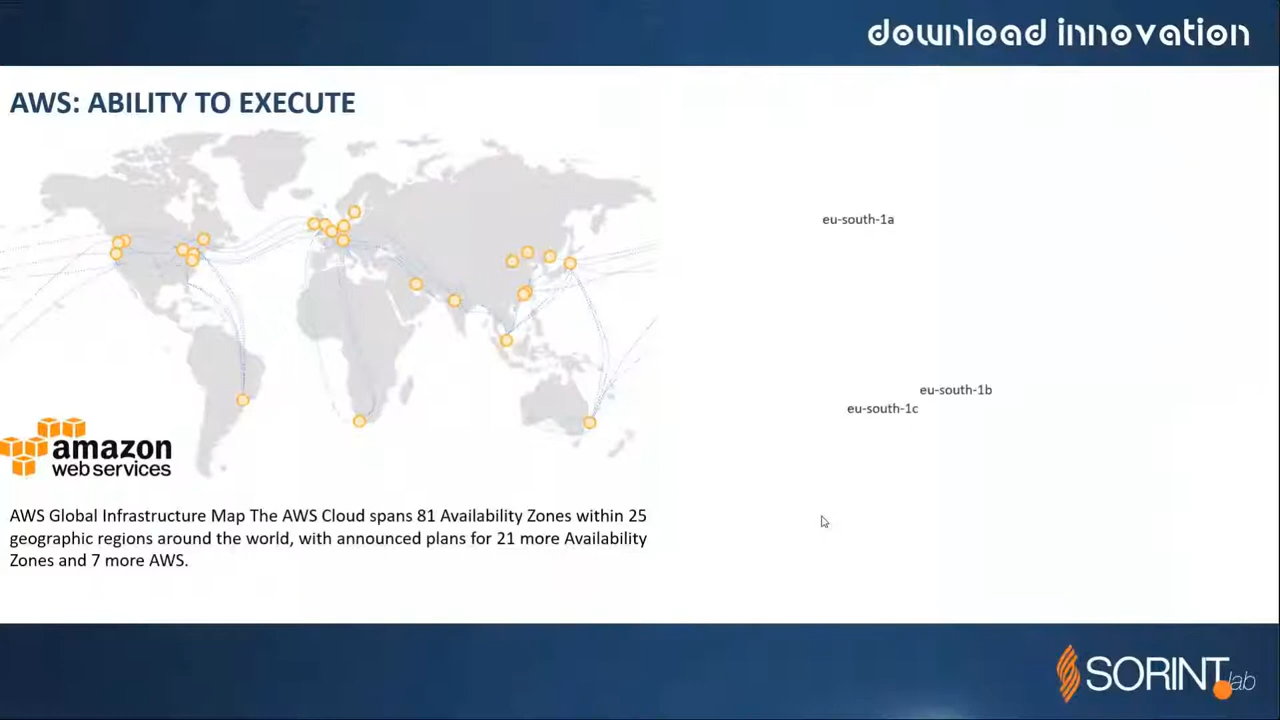 download innovation
AWS: ABILITY TO EXECUTE
eu-south-1a
eu-south-1b
eu-south-1c
amazon
web services
AWS Global Infrastructure Map The AWS Cloud spans 81 Availability Zones within 25
geographic regions around the world, with announced plans for 21 more Availability
Zones and 7 more AWS.
SORINT.lab